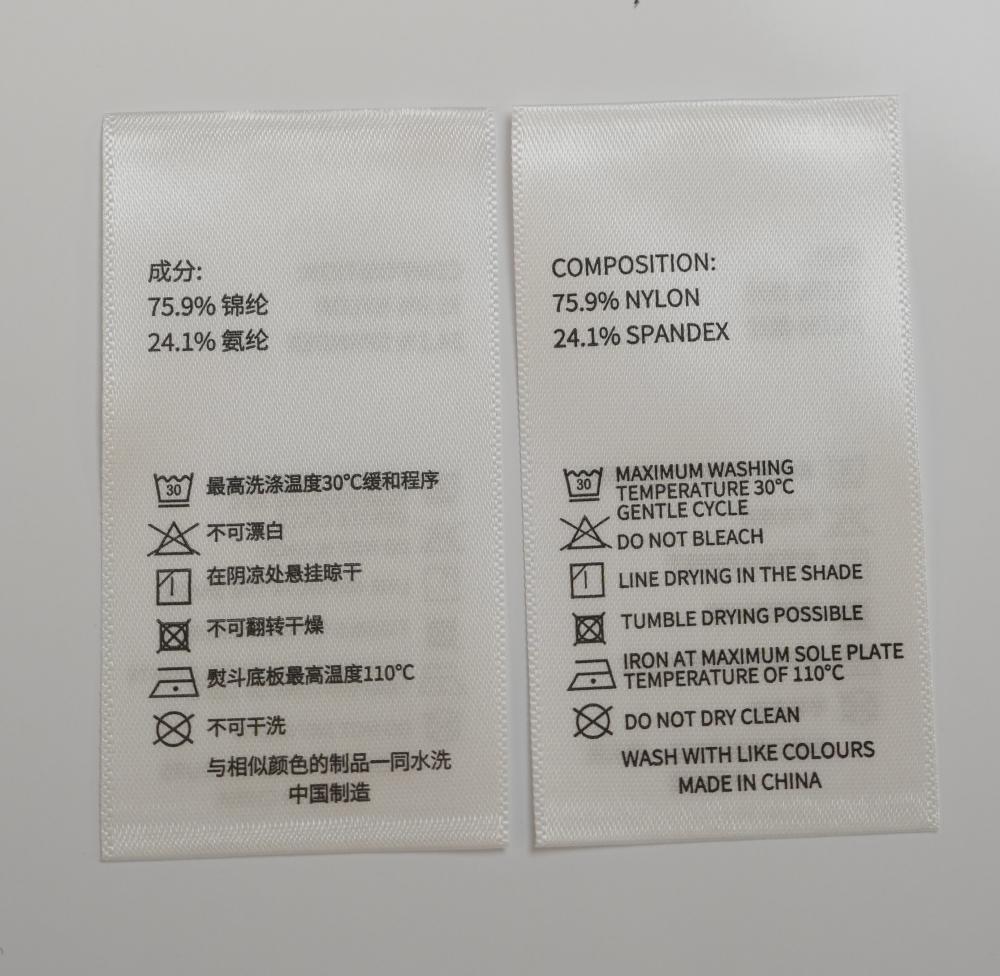 成分:
75.9% 锦纶
24.1% 氨纶
30
最高洗涤温度30℃缓和程序
不可漂白
在阴凉处悬挂晾干
不可翻转干燥
熨斗底板最高温度110℃
不可干洗
与相似颜色的制品一同水洗
中国制造
COMPOSITION:
75.9% NYLON
24.1% SPANDEX
30
MAXIMUM WASHING
TEMPERATURE 30℃
GENTLE CYCLE
DO NOT BLEACH
LINE DRYING IN THE SHADE
TUMBLE DRYING POSSIBLE
IRON AT MAXIMUM SOLE PLATE
TEMPERATURE OF 110℃
DO NOT DRY CLEAN
WASH WITH LIKE COLOURS
MADE IN CHINA